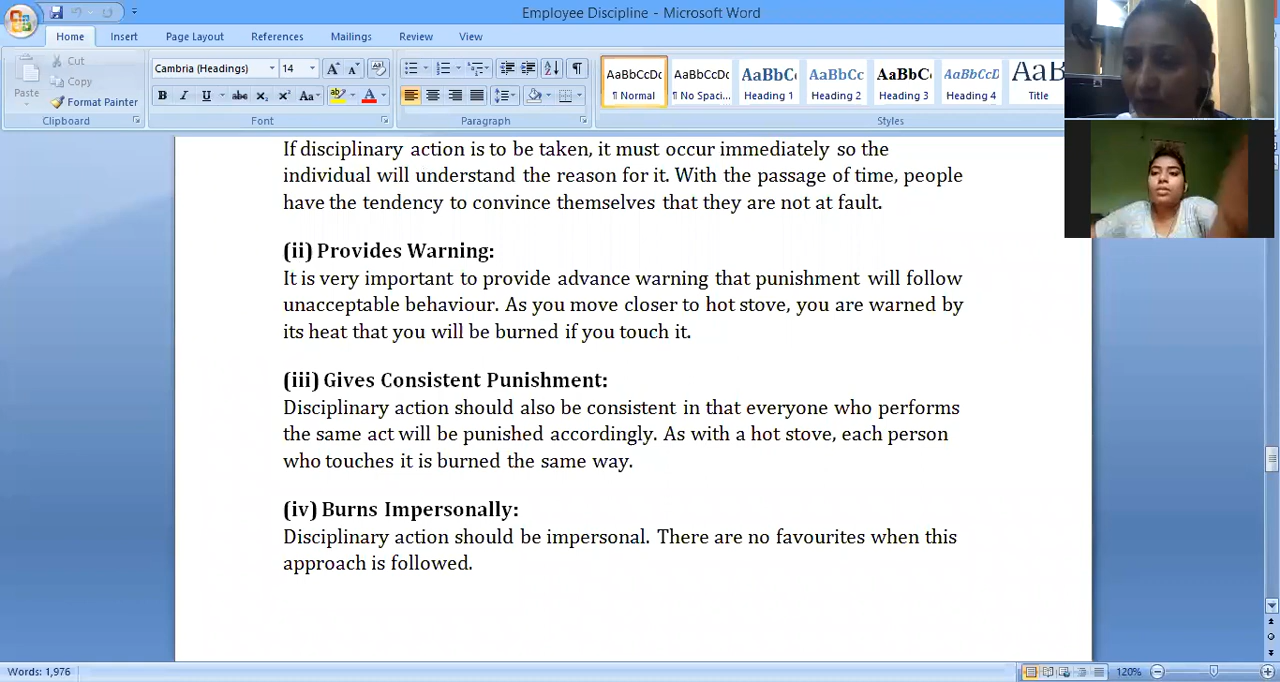 Employee Discipline - Microsoft Word
Home Insert Page Layout References Mailings Review View
Cut
Copy
Paste
Format Painter
Cambria (Headings) 14
AaBbCcDc AaBbCcDc AaBbC AaBbCc AaBbCc AaBbCcD AaB
¶ Normal ¶ No Spaci... Heading 1 Heading 2 Heading 3 Heading 4 Title
Clipboard Font Paragraph Styles
If disciplinary action is to be taken, it must occur immediately so the
individual will understand the reason for it. With the passage of time, people
have the tendency to convince themselves that they are not at fault.
(ii) Provides Warning:
It is very important to provide advance warning that punishment will follow
unacceptable behaviour. As you move closer to hot stove, you are warned by
its heat that you will be burned if you touch it.
(iii) Gives Consistent Punishment:
Disciplinary action should also be consistent in that everyone who performs
the same act will be punished accordingly. As with a hot stove, each person
who touches it is burned the same way.
(iv) Burns Impersonally:
Disciplinary action should be impersonal. There are no favourites when this
approach is followed.
Words: 1,976 120%